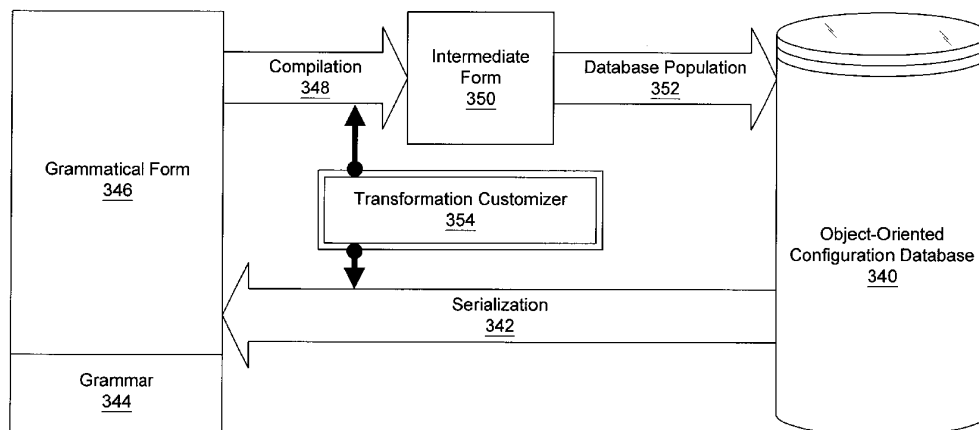 Compilation
348
Intermediate
Form
350
Database Population
352
Grammatical Form
346
Transformation Customizer
354
Object-Oriented
Configuration Database
340
Serialization
342
Grammar
344